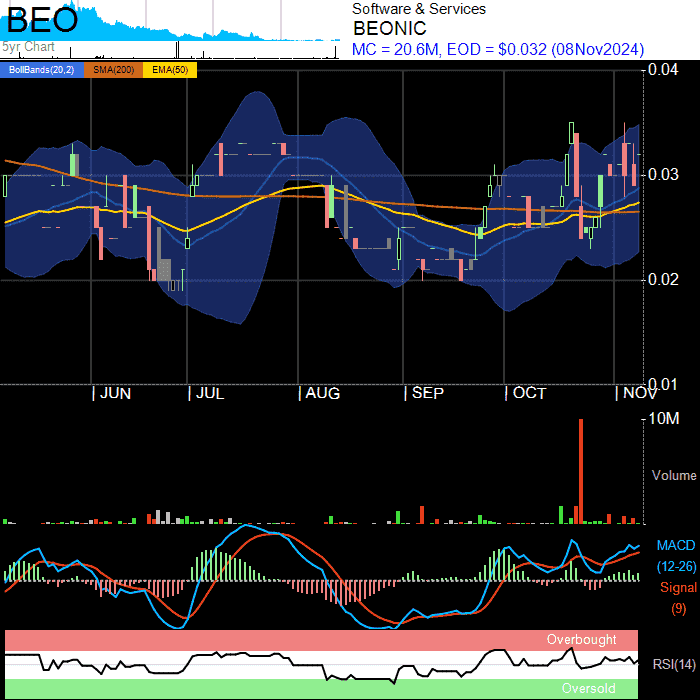 BEO
5yr Chart
Software & Services
BEONIC
MC = 20.6M, EOD = $0.032 (08Nov2024)
BollBands(20,2) SMA(200) EMA(50)
0.04
0.03
0.02
0.01
| JUN | JUL | AUG | SEP | OCT | NOV
10M
Volume
MACD
(12-26)
Signal
(9)
Overbought
RSI(14)
Oversold